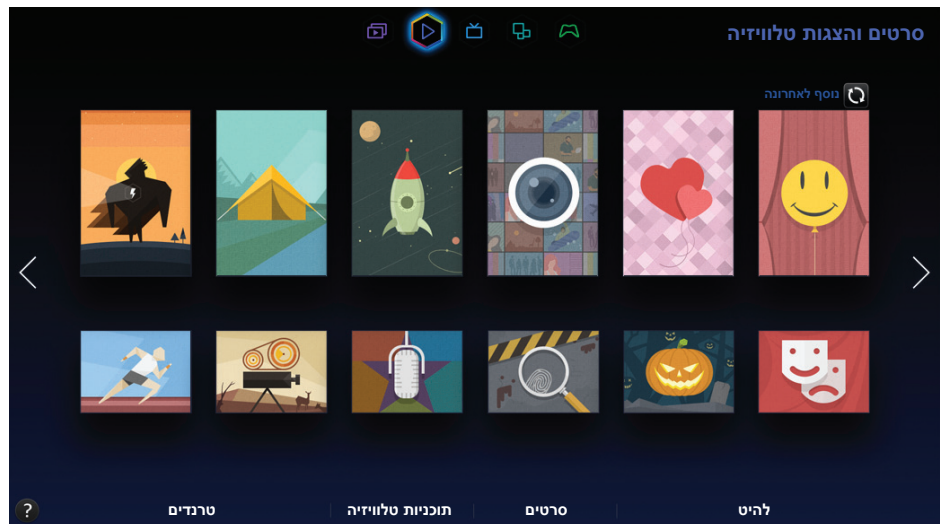 סרטים והצגות טלוויזיה
נוסף לאחרונה
להיט
סרטים
תוכניות טלוויזיה
טרנדים
?